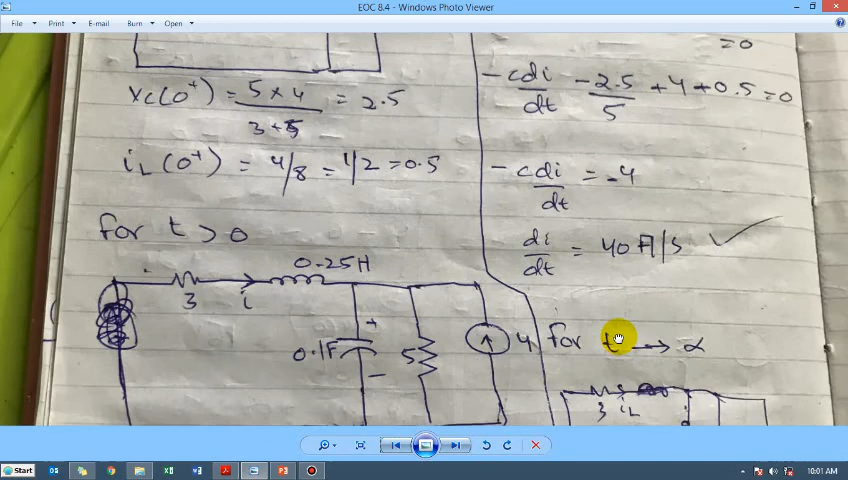 EOC 8.4 - Windows Photo Viewer
File Print E-mail Burn Open
Vc(0+) = 5 × 4 / 3 + 5 = 2.5
iL(0+) = 4/8 = 1/2 = 0.5
For t > 0
0.25H
3 i
0.1F + - 5 4
= 0
- cdi/dt - 2.5/5 + 4 + 0.5 = 0
- cdi/dt = -4
di/dt = 40 A/s ✓
for t → α
3 iL
Start 10:01 AM